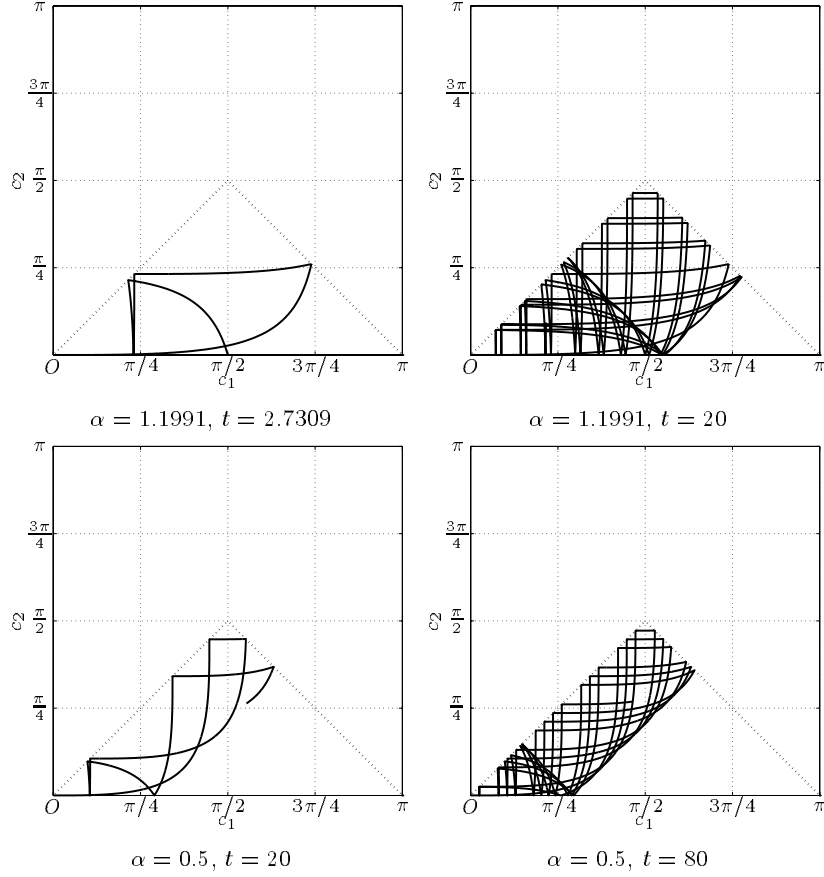 π π
3π/4 3π/4
c₂ π/2 c₂ π/2
π/4 π/4
O π/4 π/2 3π/4 π O π/4 π/2 3π/4 π
c₁ c₁
α = 1.1991, t = 2.7309 α = 1.1991, t = 20
π π
3π/4 3π/4
c₂ π/2 c₂ π/2
π/4 π/4
O π/4 π/2 3π/4 π O π/4 π/2 3π/4 π
c₁ c₁
α = 0.5, t = 20 α = 0.5, t = 80